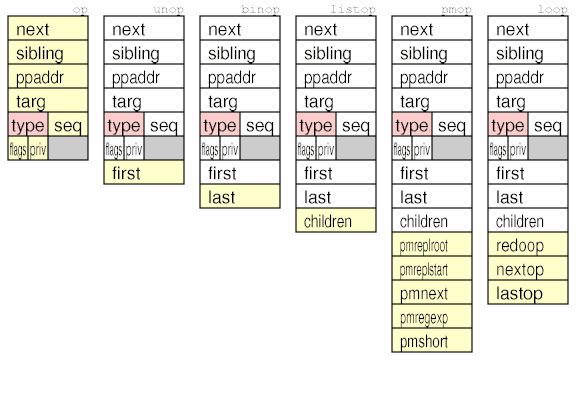 op unop binop listop pmop loop
next next next next next next
sibling sibling sibling sibling sibling sibling
ppaddr ppaddr ppaddr ppaddr ppaddr ppaddr
targ targ targ targ targ targ
type seq type seq type seq type seq type seq type seq
flags priv flags priv flags priv flags priv flags priv flags priv
first first first first first
last last last last
children children children
pmreplroot redoop
pmreplstart nextop
pmnext lastop
pmregexp
pmshort